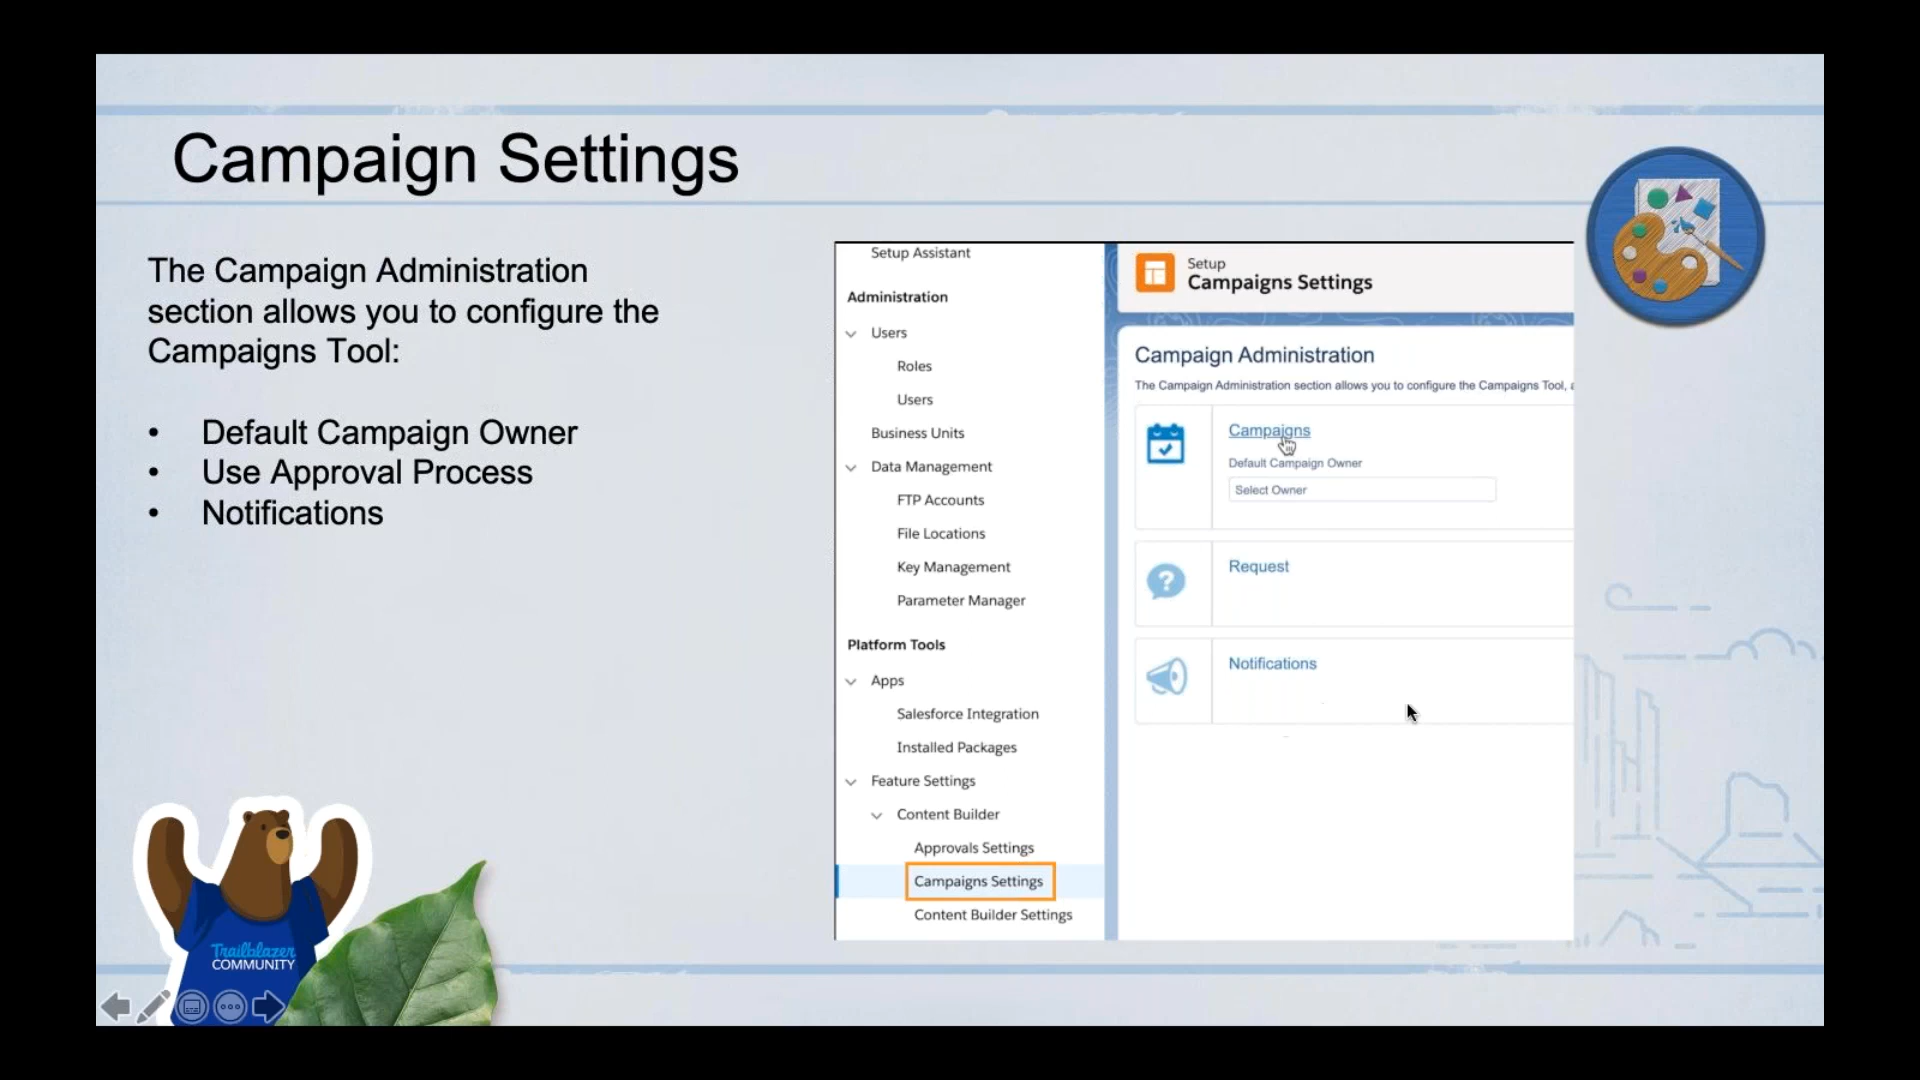 Campaign Settings
The Campaign Administration
section allows you to configure the
Campaigns Tool:
• Default Campaign Owner
• Use Approval Process
• Notifications
Setup Assistant
Administration
Users
Roles
Users
Business Units
Data Management
FTP Accounts
File Locations
Key Management
Parameter Manager
Platform Tools
Apps
Salesforce Integration
Installed Packages
Feature Settings
Content Builder
Approvals Settings
Campaigns Settings
Content Builder Settings
Setup
Campaigns Settings
Campaign Administration
The Campaign Administration section allows you to configure the Campaigns Tool,
Campaigns
Default Campaign Owner
Select Owner
Request
Notifications
Trailblazer
COMMUNITY